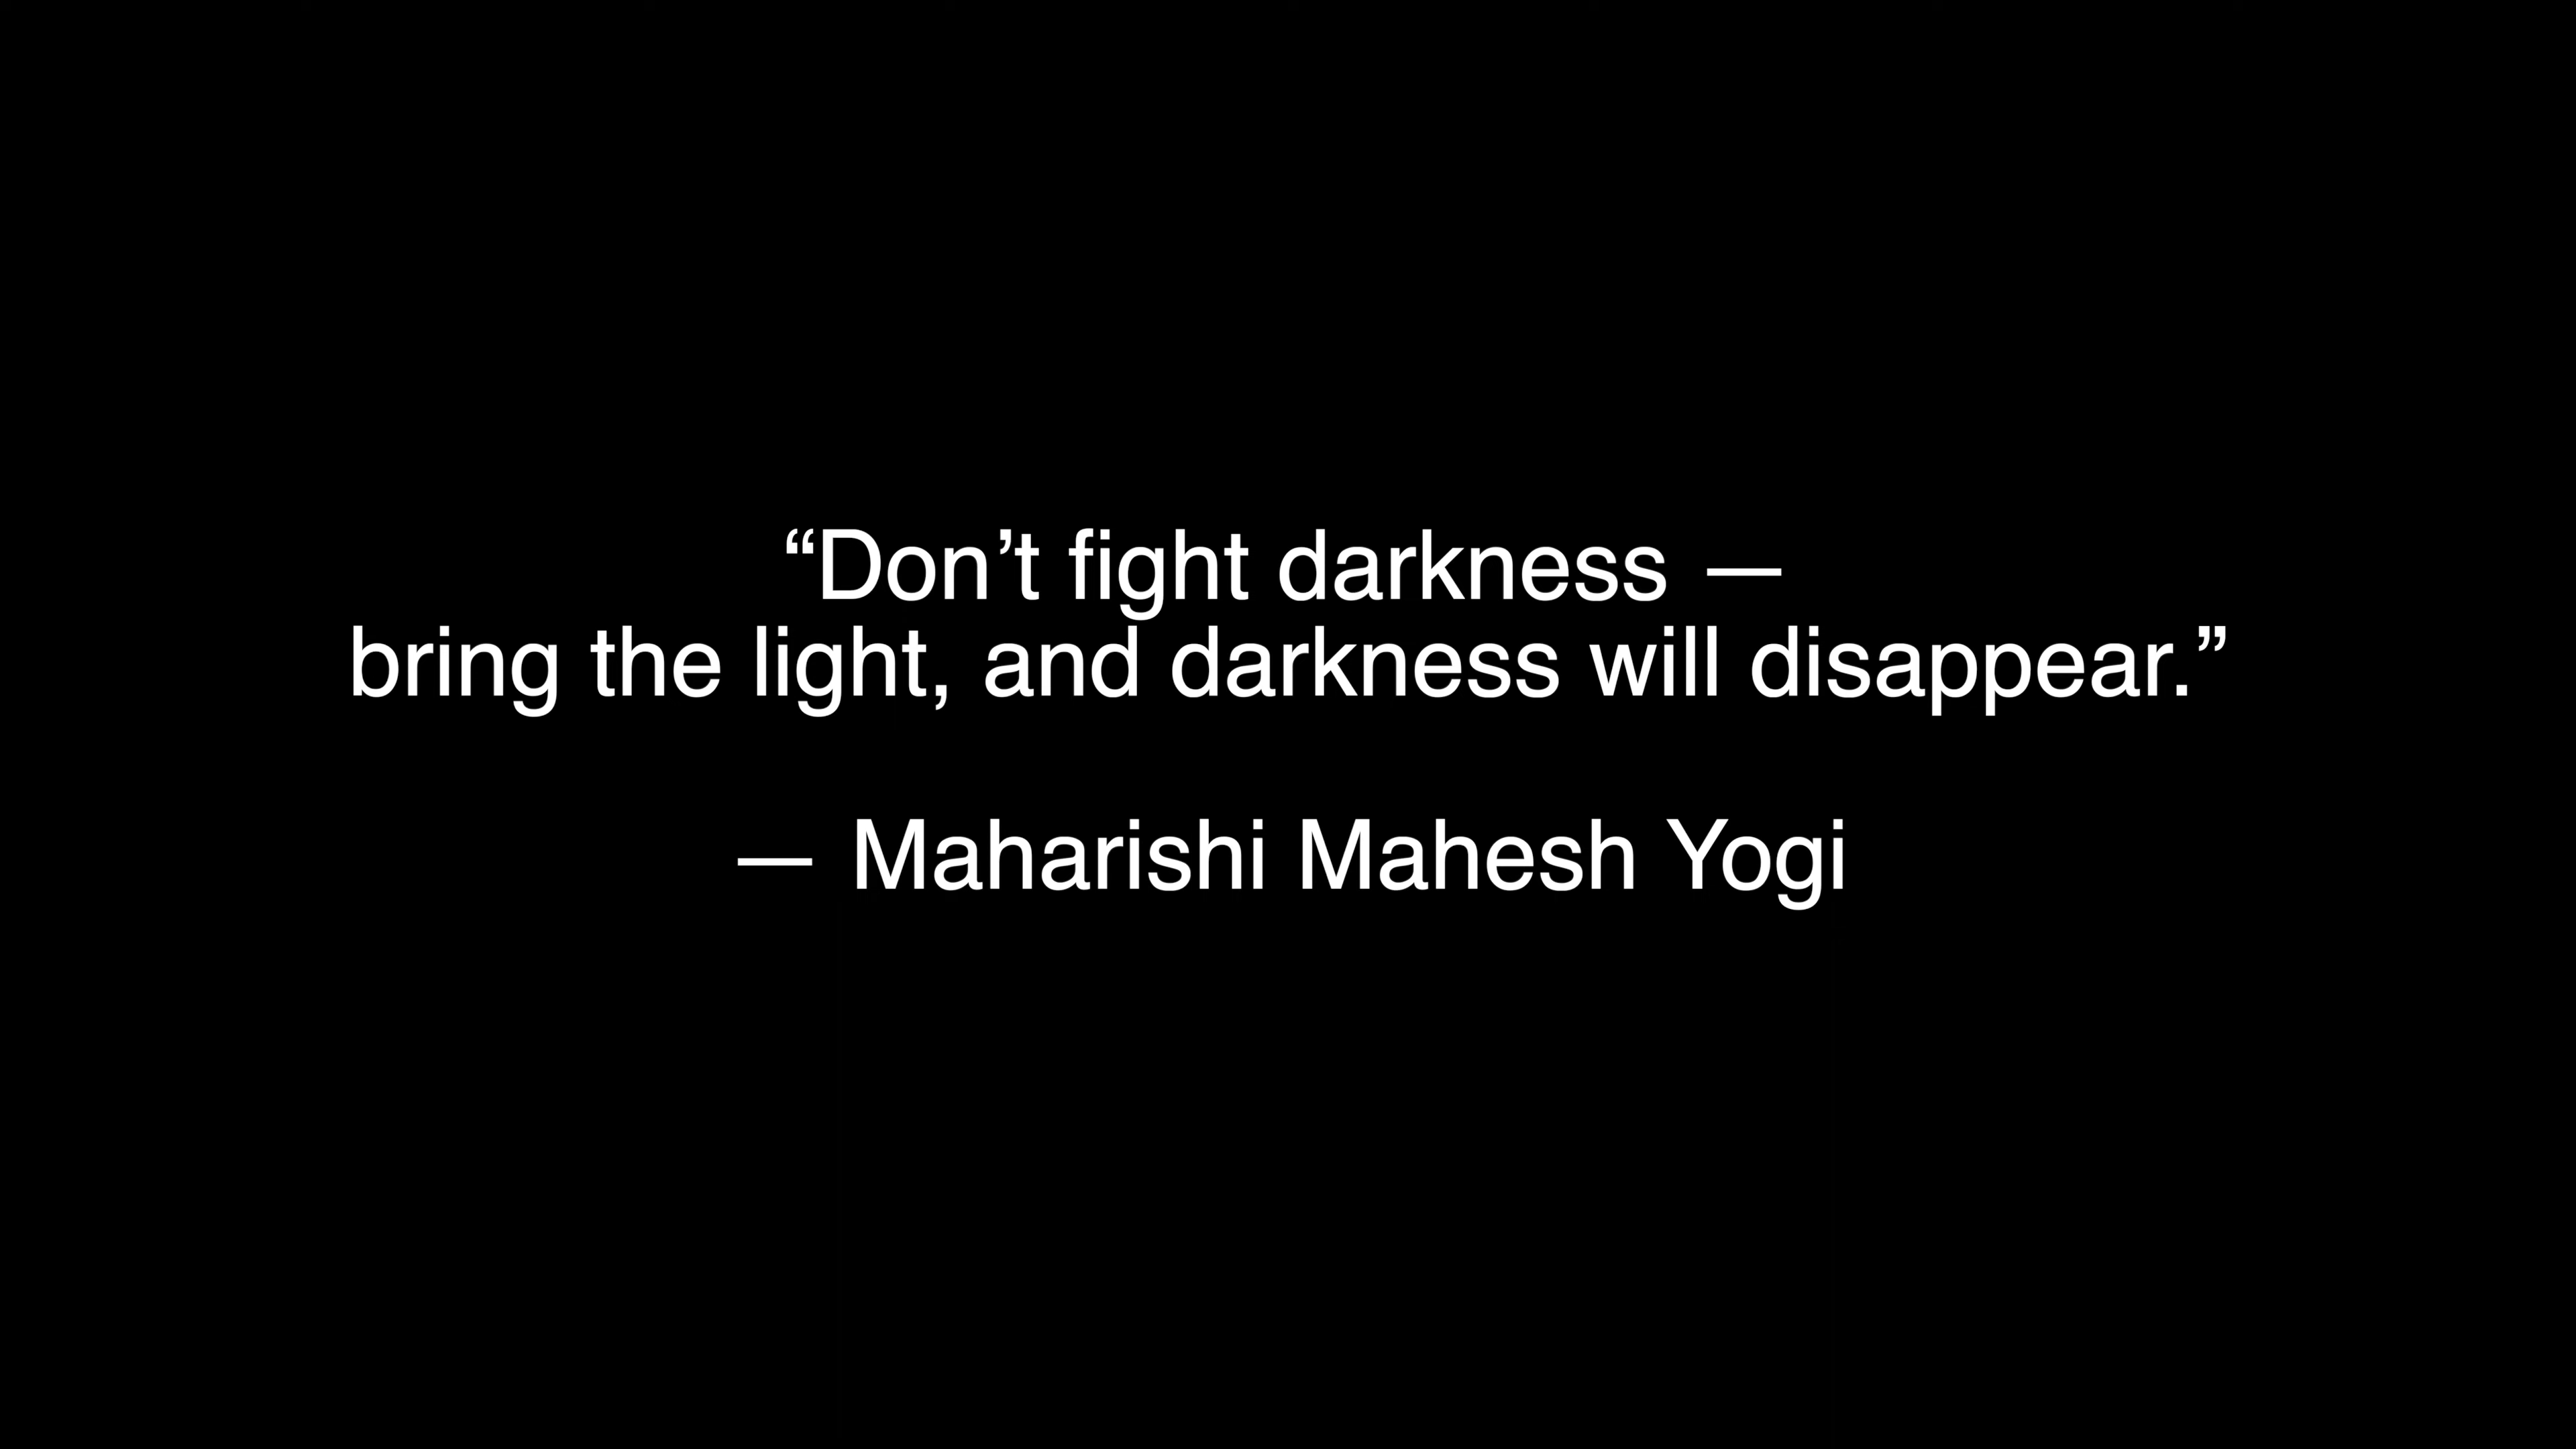 “Don’t fight darkness —
bring the light, and darkness will disappear.”
— Maharishi Mahesh Yogi